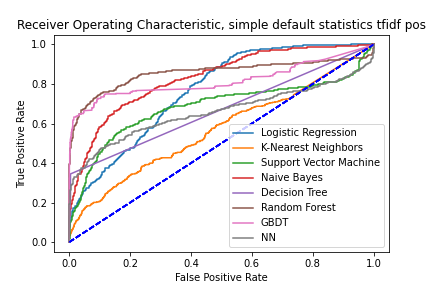 Receiver Operating Characteristic, simple default statistics tfidf pos
1.0
0.8
0.6
0.4
0.2
0.0
True Positive Rate
Logistic Regression
K-Nearest Neighbors
Support Vector Machine
Naive Bayes
Decision Tree
Random Forest
GBDT
NN
0.0 0.2 0.4 0.6 0.8 1.0
False Positive Rate